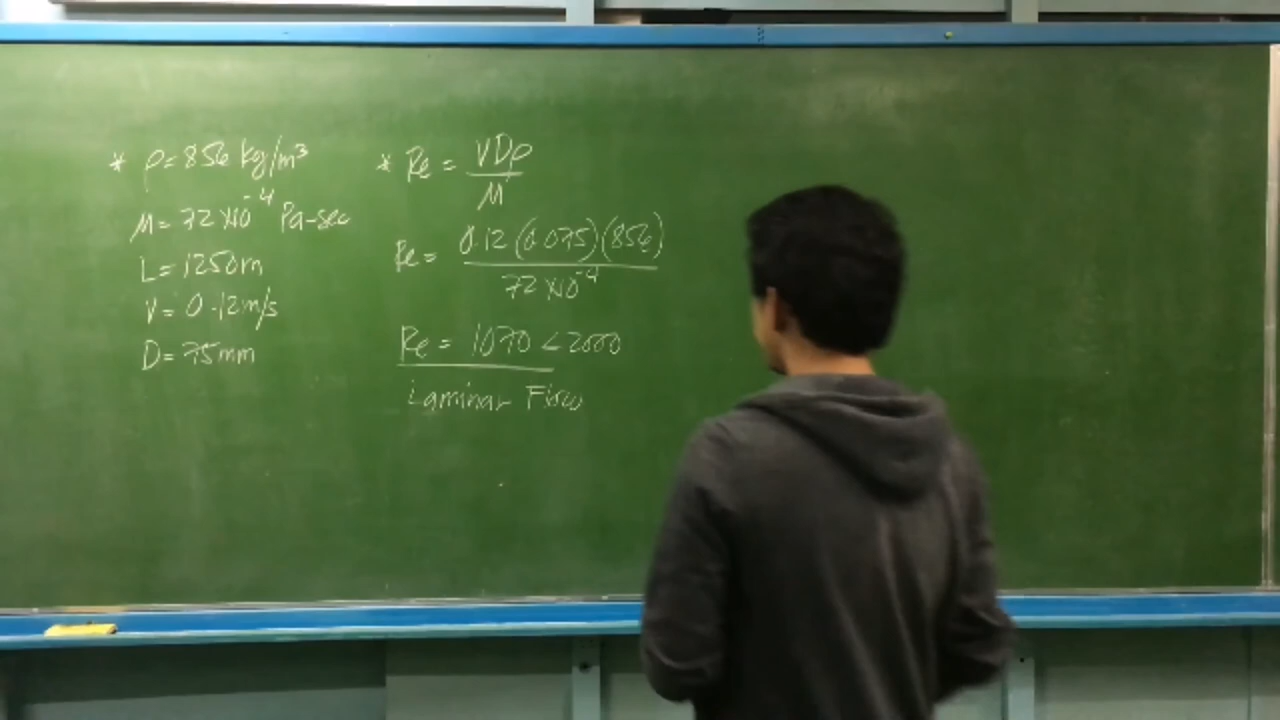 * ρ = 856 kg/m³
μ = 72 x10⁻⁴ Pa-sec
L = 1250m
V = 0.12m/s
D = 75mm
* Re = VDρ / μ
Re = 0.12 (0.075)(856) / 72 x10⁻⁴
Re = 1070 < 2000
Laminar Flow